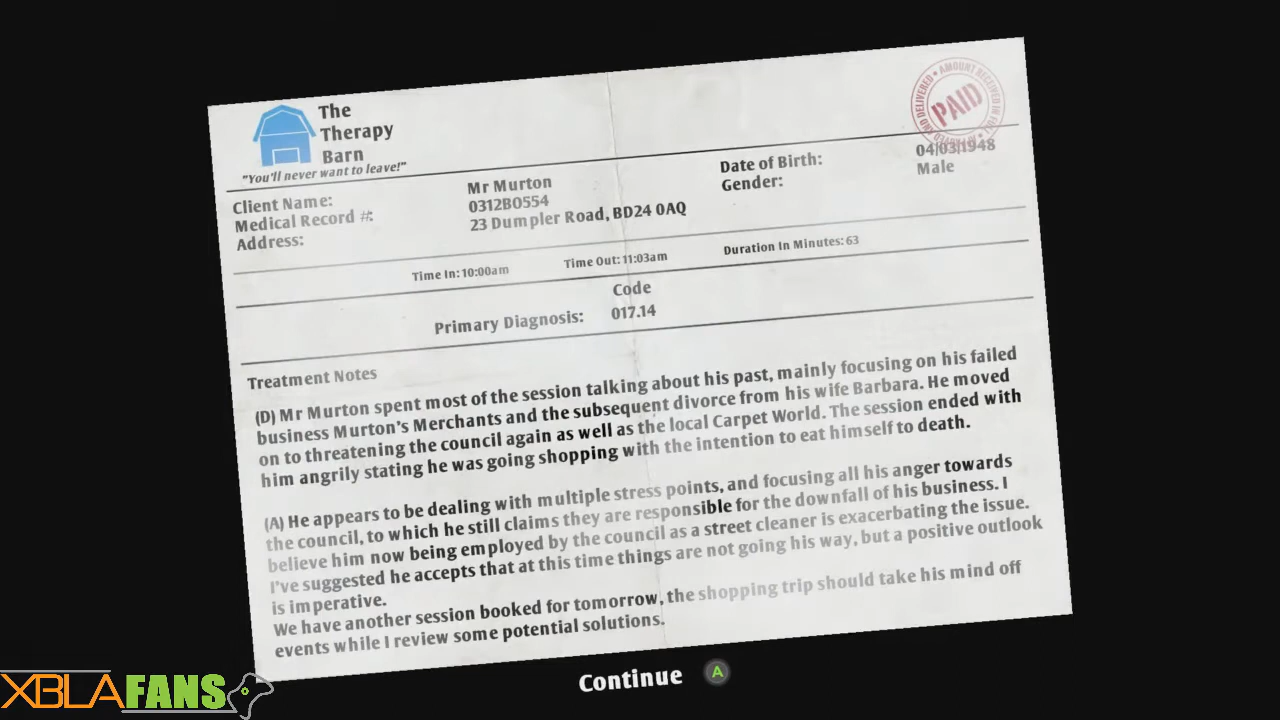 The
Therapy
Barn
"You'll never want to leave!"
AMOUNT RECEIVED IN FULL
PAID
Client Name: Mr Murton Date of Birth: 04/03/1948
Medical Record #: 0312BO554 Gender: Male
Address: 23 Dumpler Road, BD24 0AQ
Time In: 10:00am Time Out: 11:03am Duration In Minutes: 63
Code
Primary Diagnosis: 017.14
Treatment Notes
(D) Mr Murton spent most of the session talking about his past, mainly focusing on his failed
business Murton's Merchants and the subsequent divorce from his wife Barbara. He moved
on to threatening the council again as well as the local Carpet World. The session ended with
him angrily stating he was going shopping with the intention to eat himself to death.
(A) He appears to be dealing with multiple stress points, and focusing all his anger towards
the council, to which he still claims they are responsible for the downfall of his business. I
believe him now being employed by the council as a street cleaner is exacerbating the issue.
I've suggested he accepts that at this time things are not going his way, but a positive outlook
is imperative.
We have another session booked for tomorrow, the shopping trip should take his mind off
events while I review some potential solutions.
Continue A
XBLAFANS